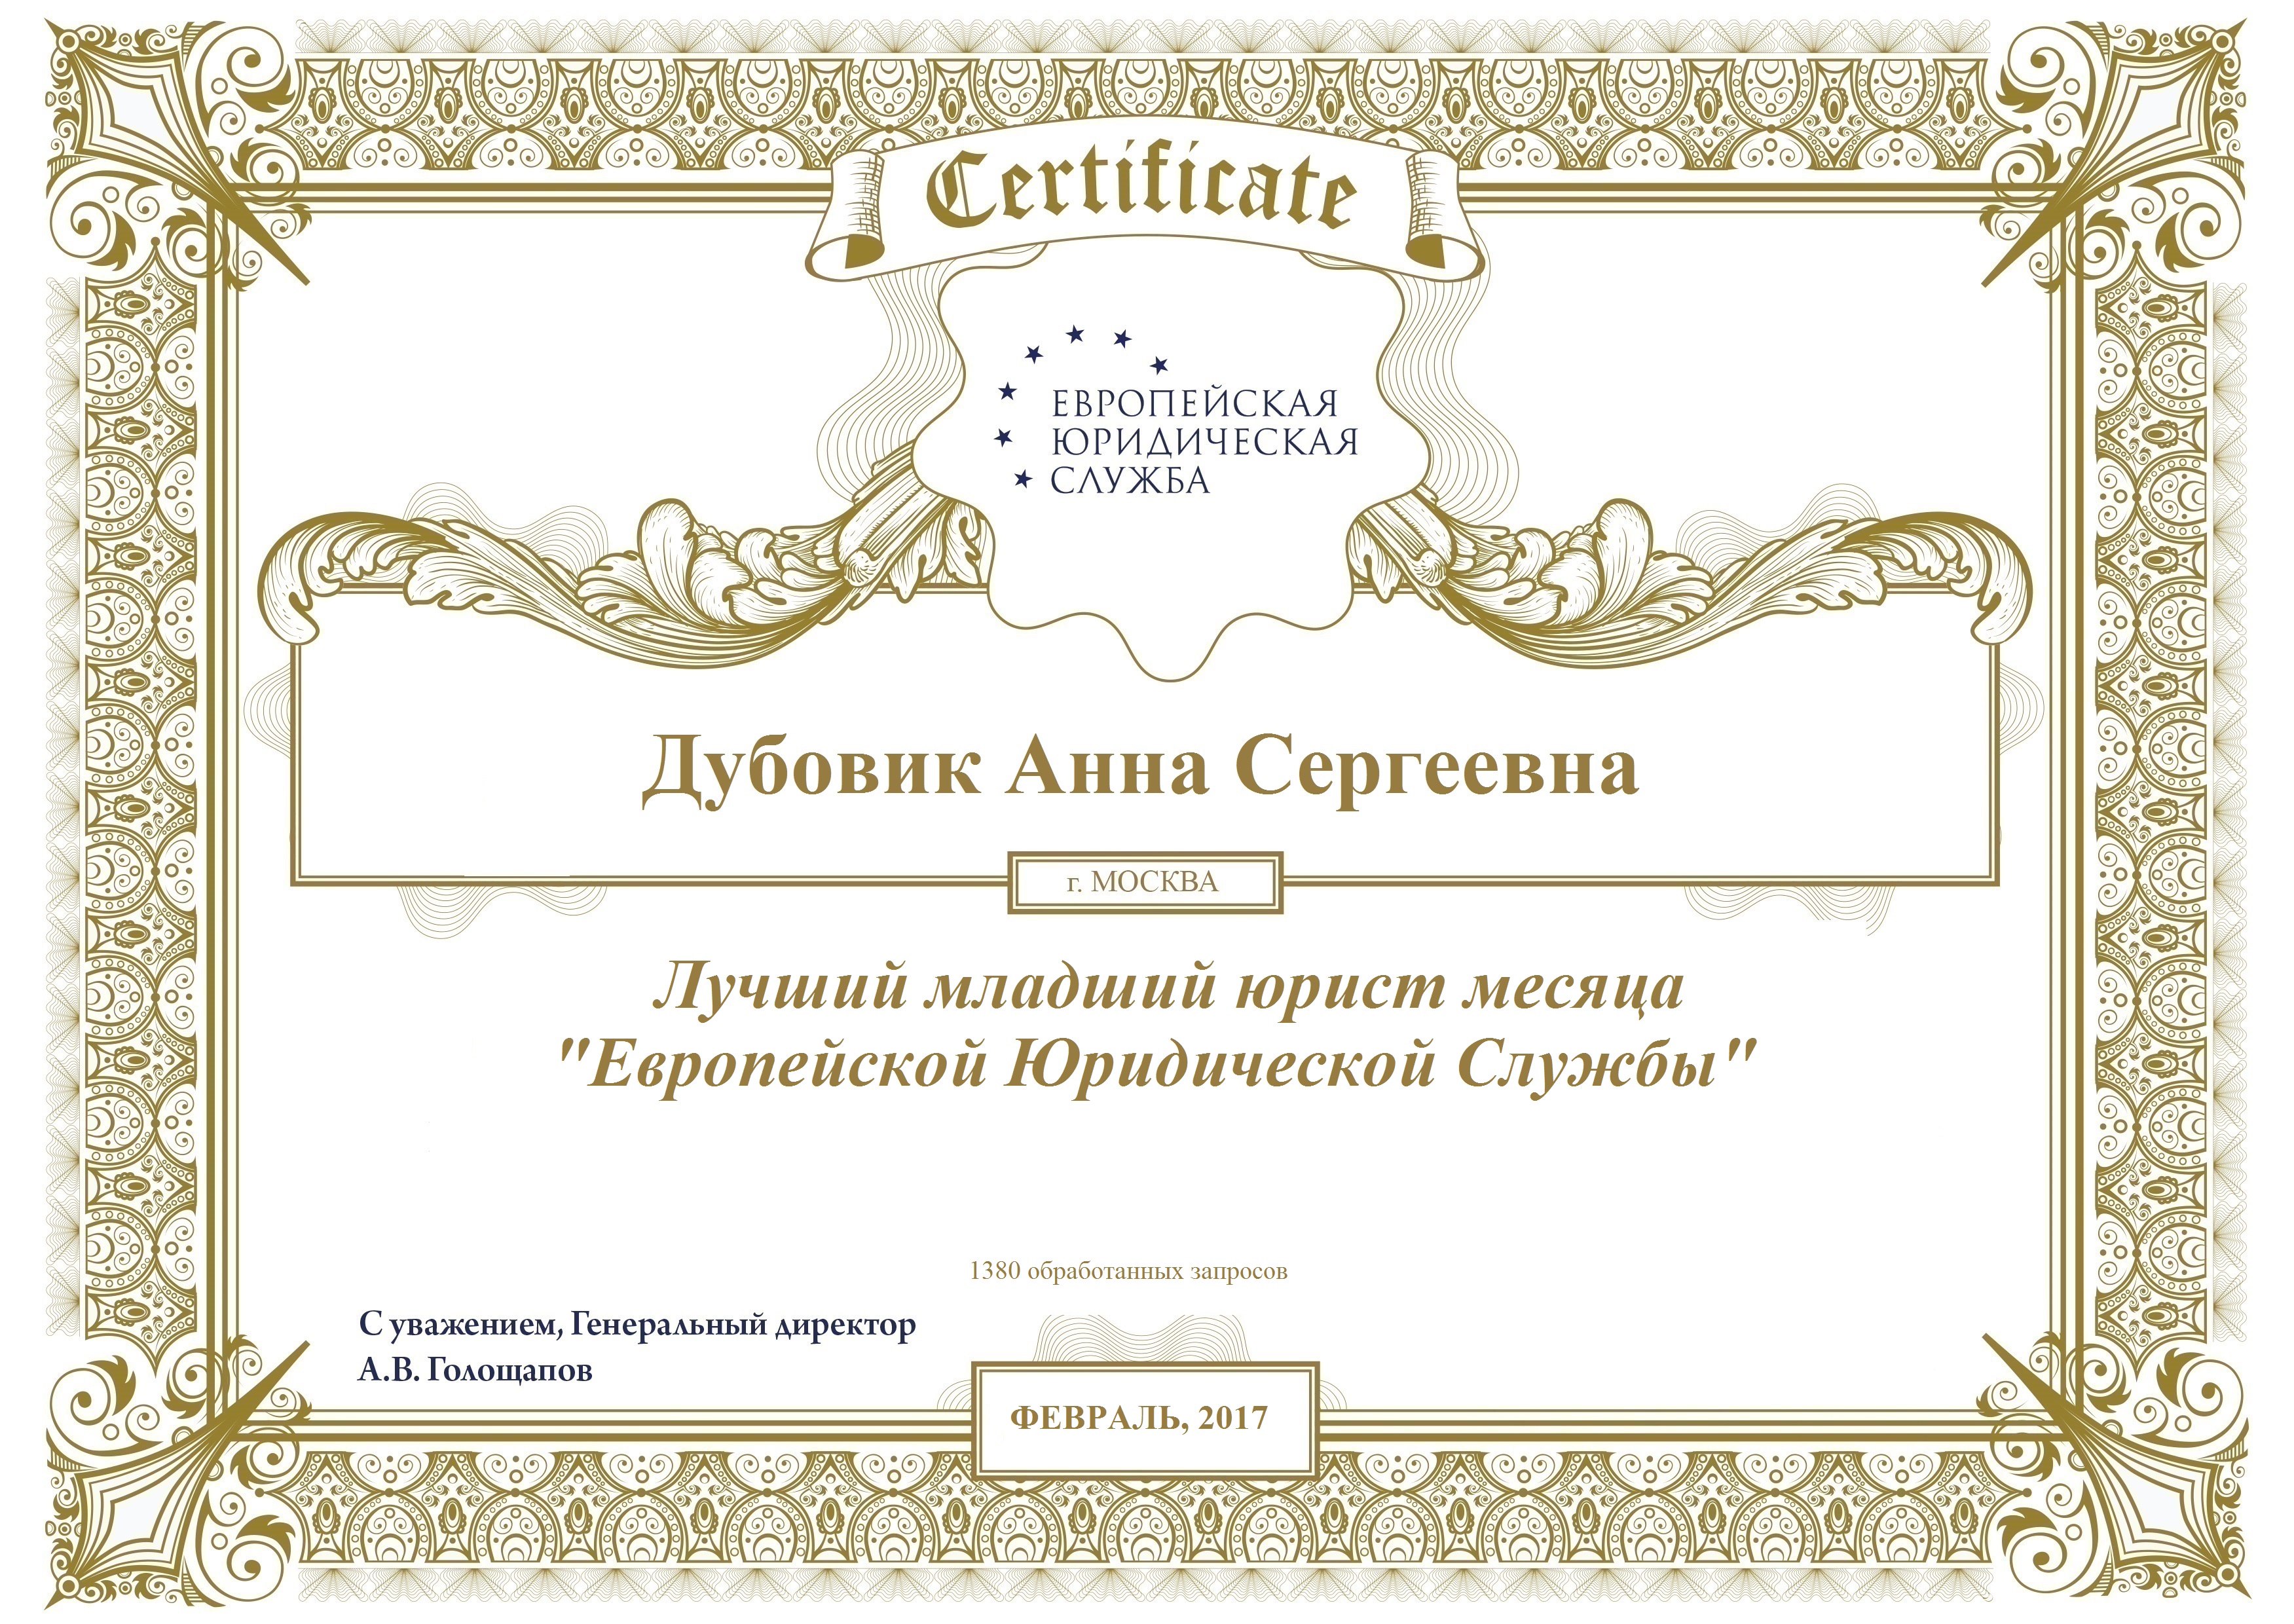 Certificate
ЕВРОПЕЙСКАЯ
ЮРИДИЧЕСКАЯ
СЛУЖБА
Дубовик Анна Сергеевна
г. МОСКВА
Лучший младший юрист месяца
"Европейской Юридической Службы"
1380 обработанных запросов
С уважением, Генеральный директор
А.В. Голощапов
ФЕВРАЛЬ, 2017